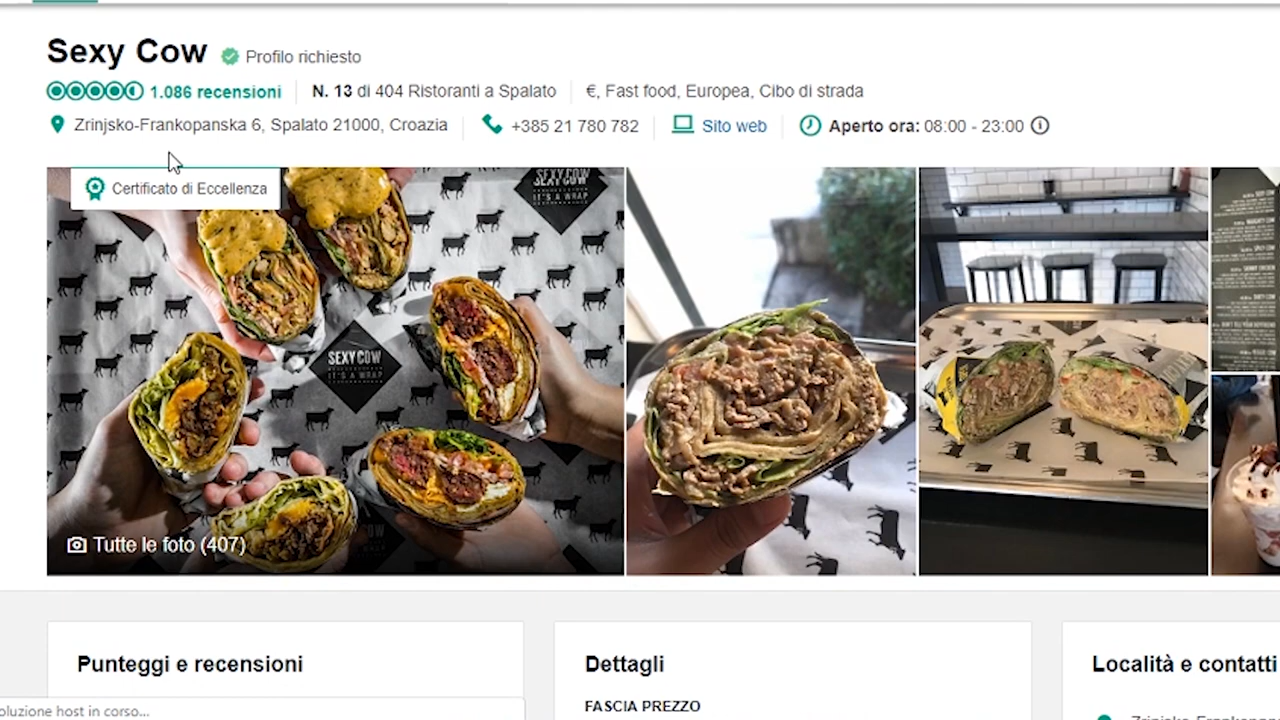 Sexy Cow Profilo richiesto
1.086 recensioni N. 13 di 404 Ristoranti a Spalato €, Fast food, Europea, Cibo di strada
Zrinjsko-Frankopanska 6, Spalato 21000, Croazia +385 21 780 782 Sito web Aperto ora: 08:00 - 23:00
Certificato di Eccellenza
SEXY COW
IT'S A WRAP
SEXY COW
IT'S A WRAP
Tutte le foto (407)
Punteggi e recensioni
Dettagli
Località e contatti
FASCIA PREZZO
oluzione host in corso...